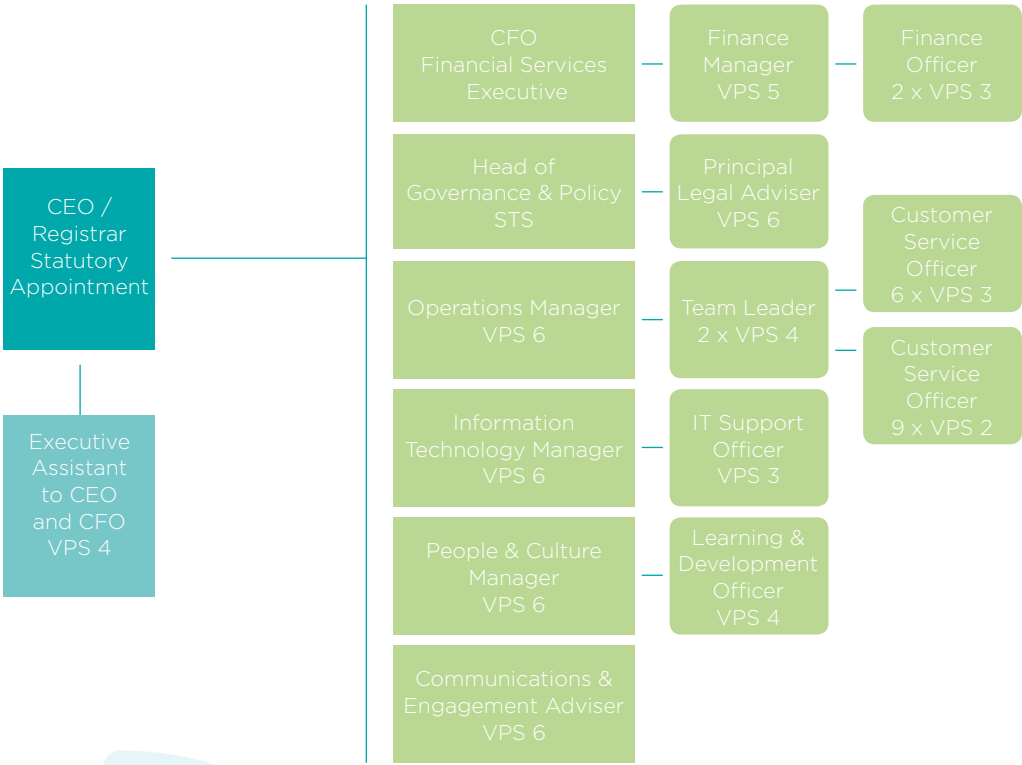 CEO /
Registrar
Statutory
Appointment
Executive
Assistant
to CEO
and CFO
VPS 4
CFO
Financial Services
Executive
Finance
Manager
VPS 5
Finance
Officer
2 x VPS 3
Head of
Governance & Policy
STS
Principal
Legal Adviser
VPS 6
Operations Manager
VPS 6
Team Leader
2 x VPS 4
Customer
Service
Officer
6 x VPS 3
Customer
Service
Officer
9 x VPS 2
Information
Technology Manager
VPS 6
IT Support
Officer
VPS 3
People & Culture
Manager
VPS 6
Learning &
Development
Officer
VPS 4
Communications &
Engagement Adviser
VPS 6